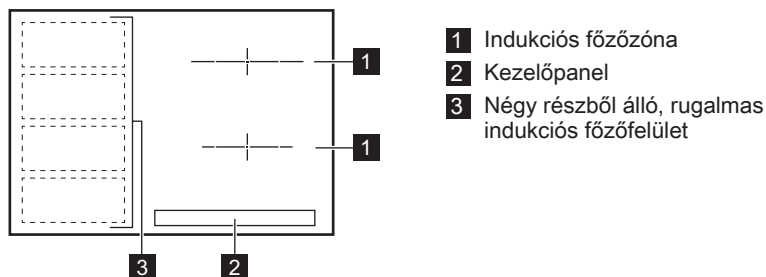 1
1
3
2
1 Indukciós főzőzóna
2 Kezelőpanel
3 Négy részből álló, rugalmas
indukciós főzőfelület